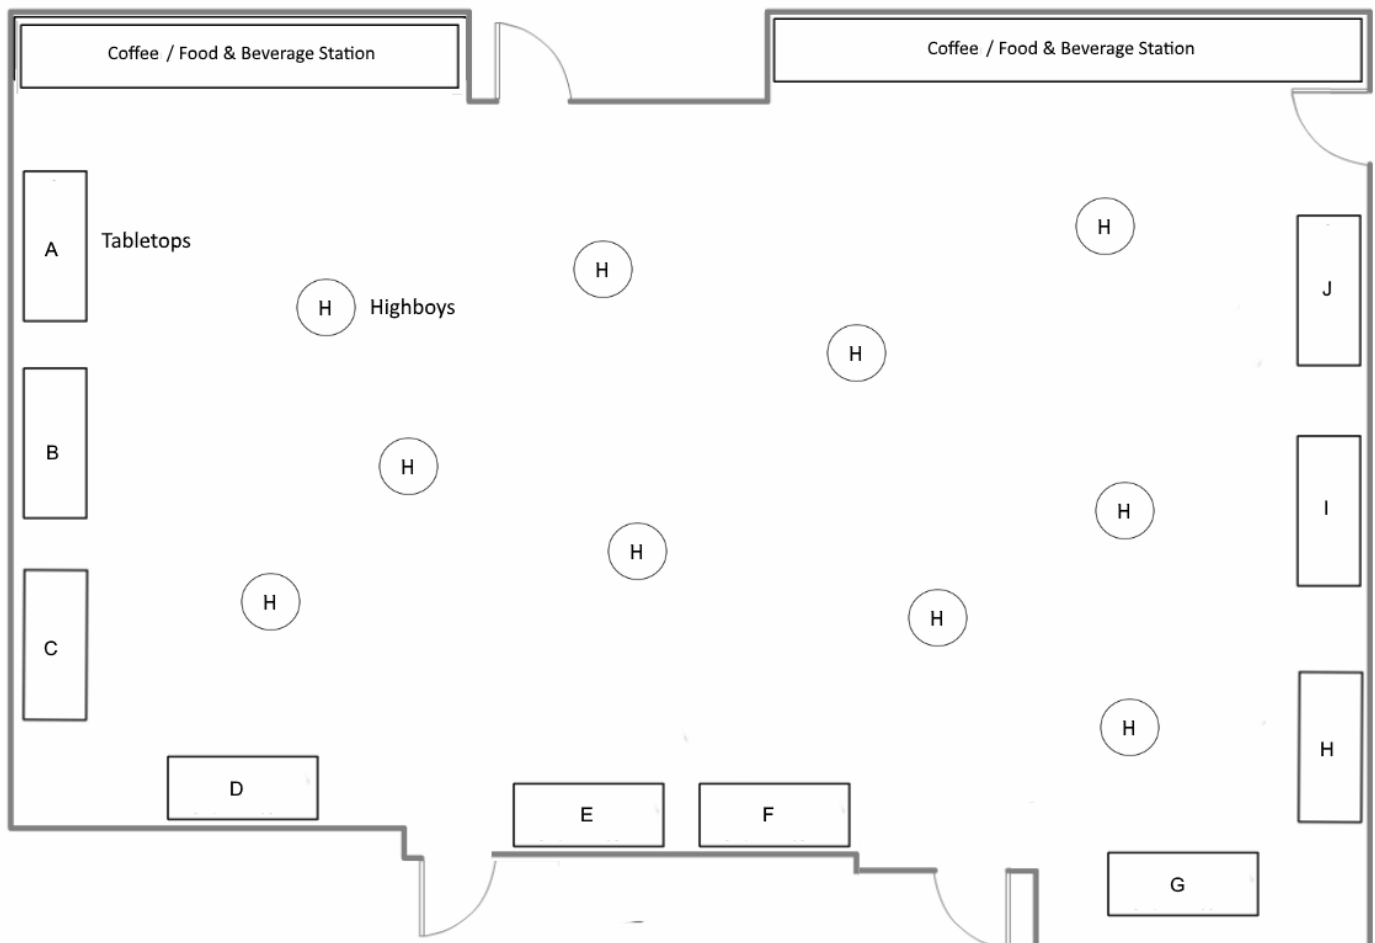 Coffee / Food & Beverage Station
Coffee / Food & Beverage Station
A
Tabletops
H
Highboys
H
H
H
J
B
H
H
I
H
H
H
C
H
H
D
E
F
G